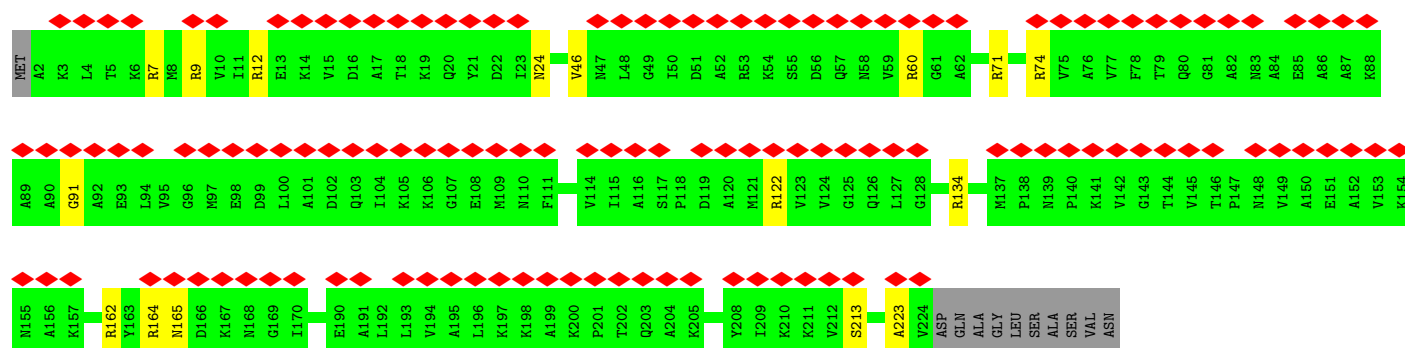 MET A2 K3 L4 T5 K6 R7 M8 R9 V10 I11 R12 E13 K14 V15 D16 A17 T18 K19 Q20 Y21 D22 I23 N24 V46 N47 L48 G49 I50 D51 A52 R53 K54 S55 D56 Q57 N58 V59 R60 G61 A62 R71 R74 V75 A76 V77 F78 T79 Q80 G81 A82 N83 A84 E85 A86 A87 K88
A89 A90 G91 A92 E93 L94 V95 G96 M97 E98 D99 L100 A101 D102 Q103 I104 K105 K106 G107 E108 M109 N110 F111 V114 I115 A116 S117 P118 D119 A120 M121 R122 V123 V124 G125 Q126 L127 G128 R134 M137 P138 N139 P140 K141 V142 G143 T144 V145 T146 P147 N148 V149 A150 E151 A152 V153 K154
N155 A156 K157 R162 Y163 R164 N165 D166 K167 N168 G169 I170 E190 A191 L192 L193 V194 A195 L196 K197 K198 A199 K200 P201 T202 Q203 A204 K205 Y208 I209 K210 K211 V212 S213 A223 V224 ASP GLN ALA GLY LEU SER ALA SER VAL ASN